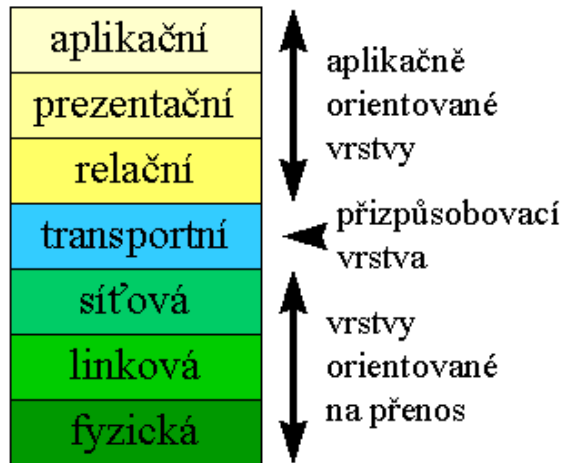 aplikační
prezentační
relační
transportní
síťová
linková
fyzická
aplikačně
orientované
vrstvy
přizpůsobovací
vrstva
vrstvy
orientované
na přenos